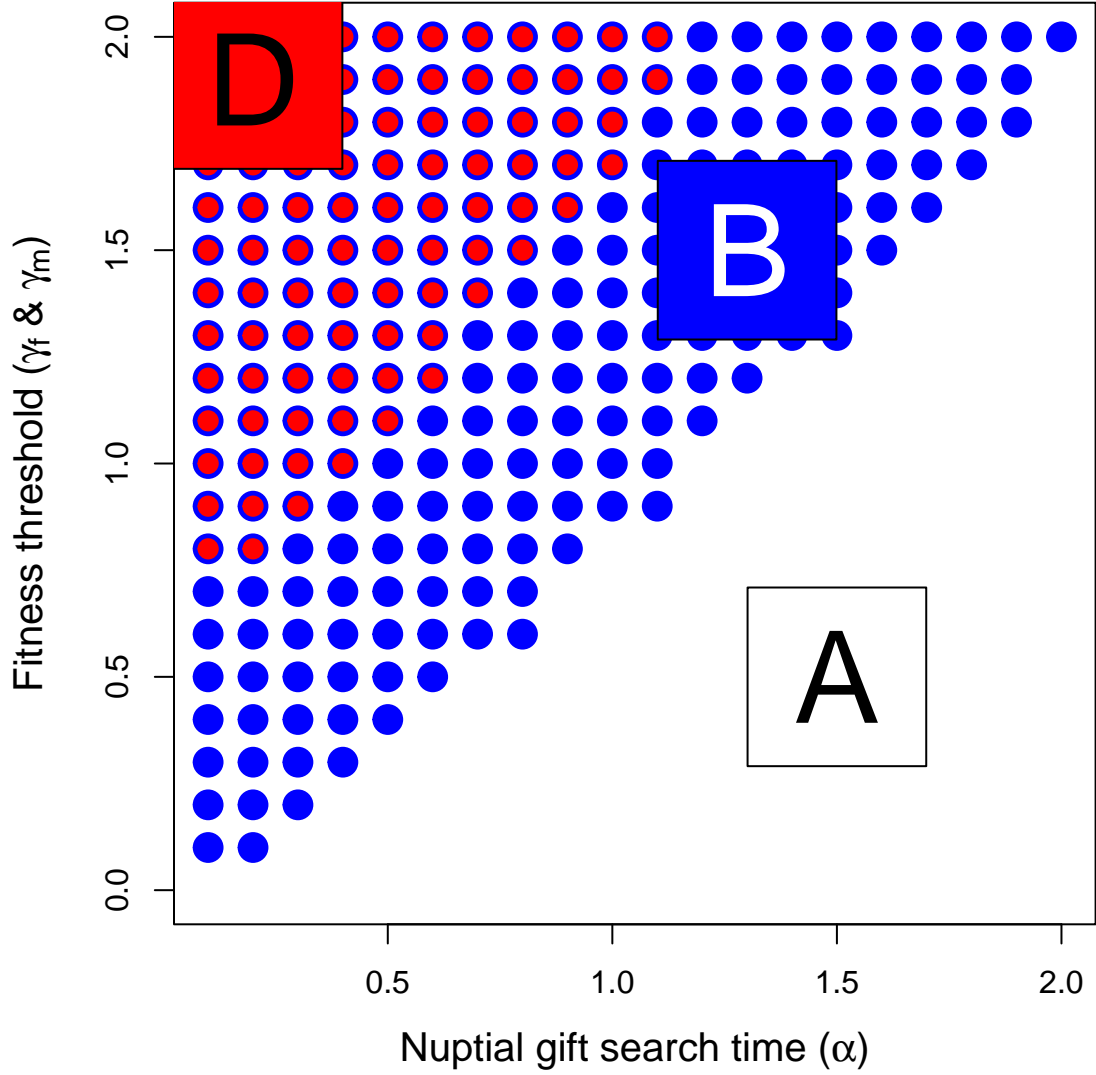 D
B
A
2.0
1.5
1.0
0.5
0.0
Fitness threshold (γf & γm)
0.5 1.0 1.5 2.0
Nuptial gift search time (α)